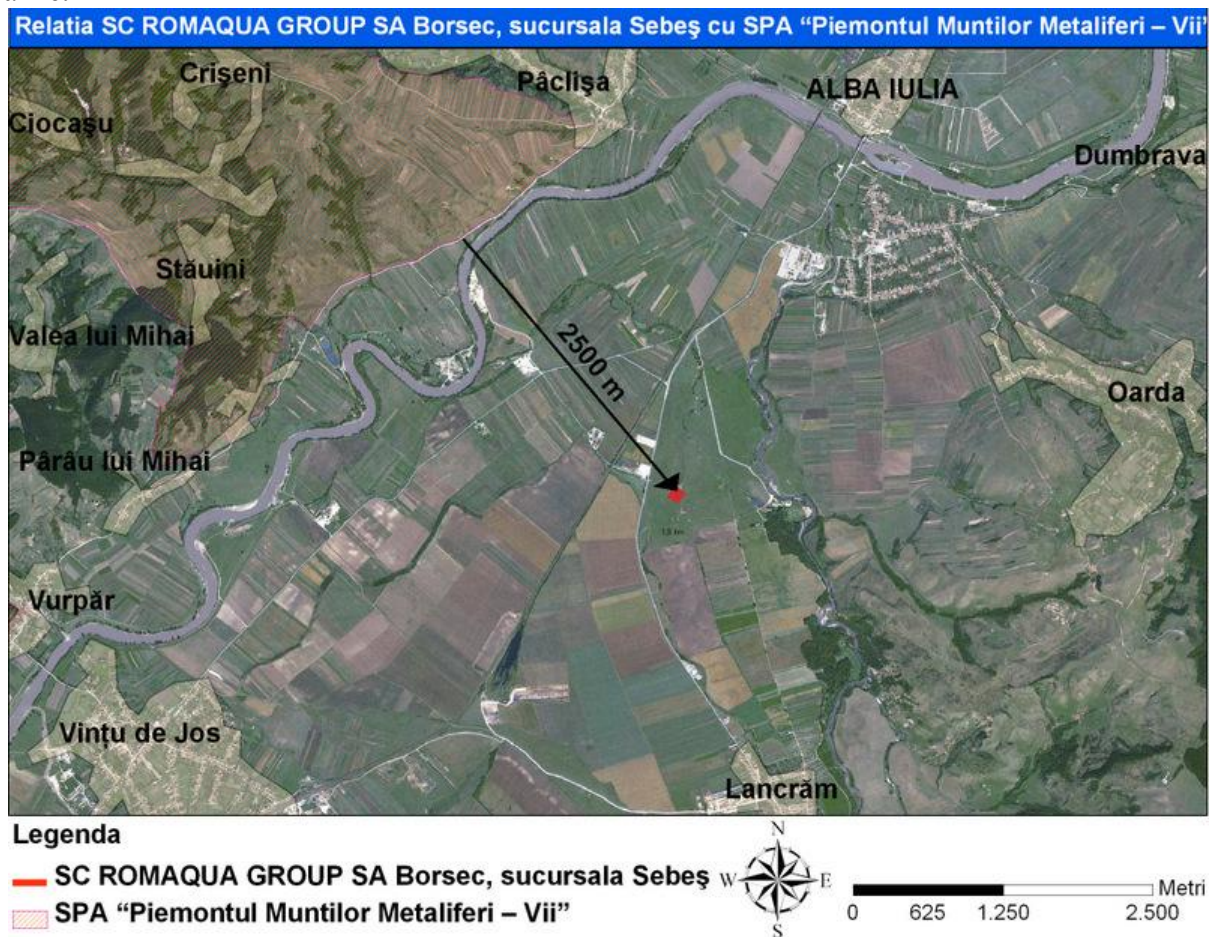 Relatia SC ROMAQUA GROUP SA Borsec, sucursala Sebeş cu SPA “Piemontul Muntilor Metaliferi – Vii”
Crişeni
Pâclişa
ALBA IULIA
Ciocaşu
Dumbrava
Stăuini
Valea lui Mihai
2500 m
Oarda
Pârâu lui Mihai
Vurpăr
Vințu de Jos
Lancrăm
Legenda
SC ROMAQUA GROUP SA Borsec, sucursala Sebeş
SPA “Piemontul Muntilor Metaliferi – Vii”
N
W E
S
Metri
0 625 1.250 2.500